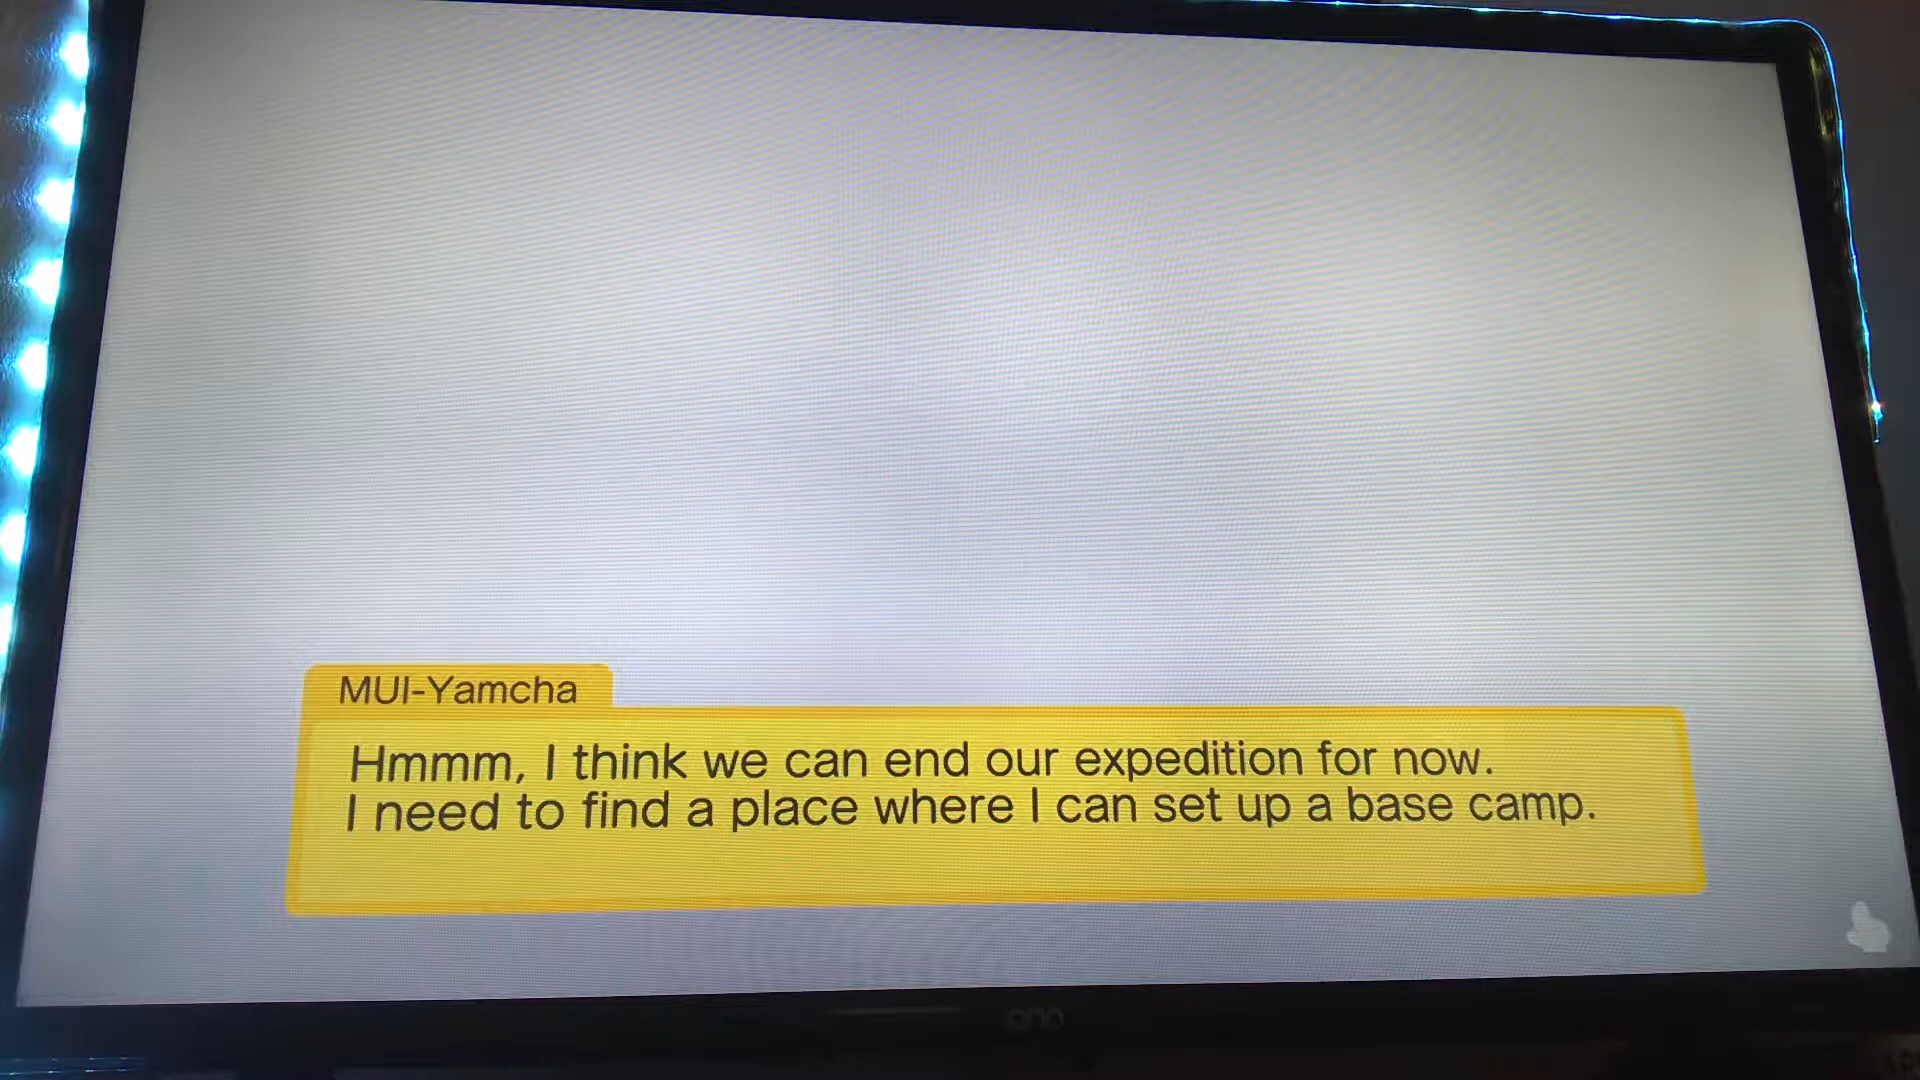 MUI-Yamcha
Hmmm, I think we can end our expedition for now.
I need to find a place where I can set up a base camp.
onn